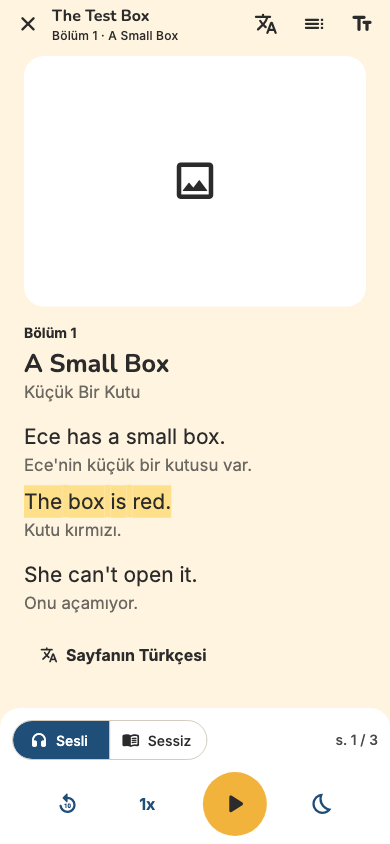 The Test Box
Bölüm 1 · A Small Box
Bölüm 1
A Small Box
Küçük Bir Kutu
Ece has a small box.
Ece'nin küçük bir kutusu var.
The box is red.
Kutu kırmızı.
She can't open it.
Onu açamıyor.
Sayfanın Türkçesi
Sesli
Sessiz
s. 1 / 3
10
1x